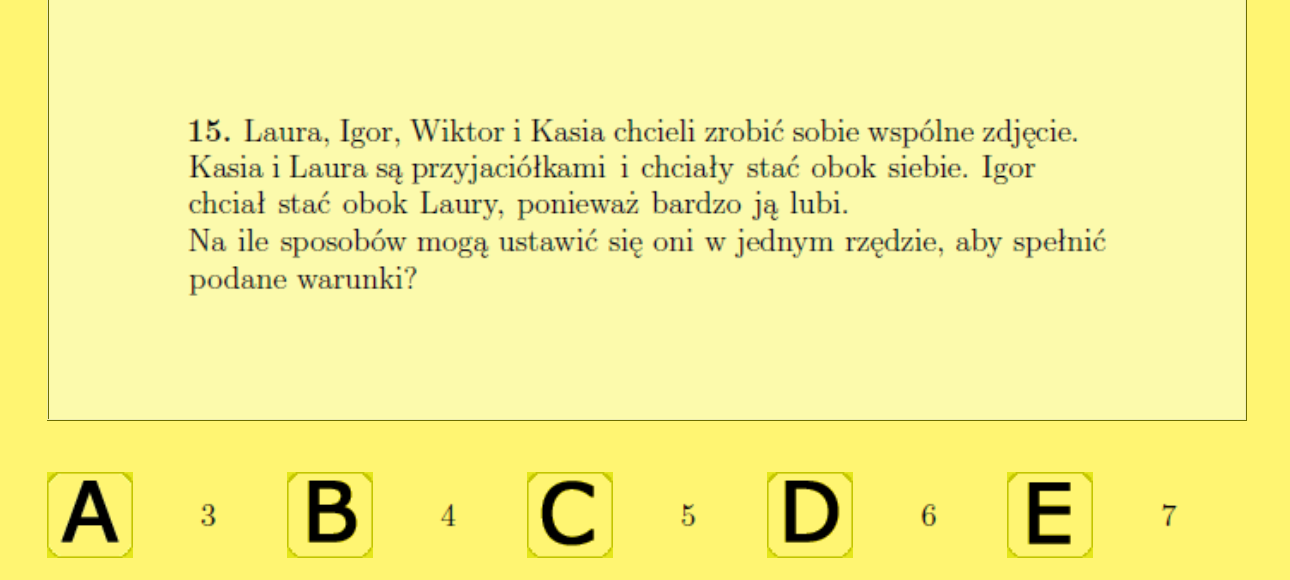 15. Laura, Igor, Wiktor i Kasia chcieli zrobić sobie wspólne zdjęcie.
Kasia i Laura są przyjaciółkami i chciały stać obok siebie. Igor
chciał stać obok Laury, ponieważ bardzo ją lubi.
Na ile sposobów mogą ustawić się oni w jednym rzędzie, aby spełnić
podane warunki?
A 3 B 4 C 5 D 6 E 7